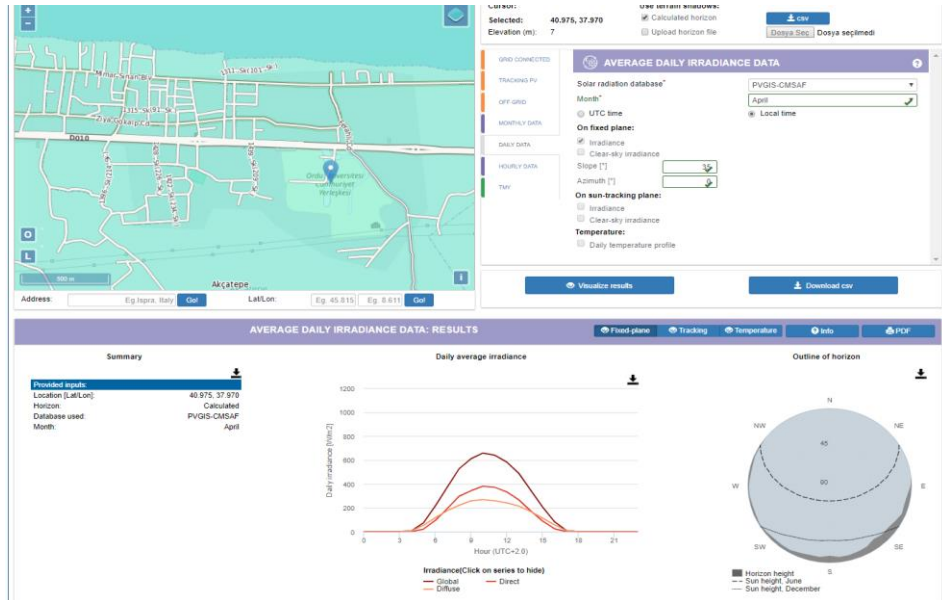 Cursor:
Use terrain shadows:
Selected: 40.975, 37.970
Calculated horizon
csv
Elevation (m): 7
Upload horizon file
Dosya Seç Dosya seçilmedi
GRID CONNECTED
TRACKING PV
OFF-GRID
MONTHLY DATA
DAILY DATA
HOURLY DATA
TMY
AVERAGE DAILY IRRADIANCE DATA
Solar radiation database*
PVGIS-CMSAF
Month*
April
UTC time
Local time
On fixed plane:
Irradiance
Clear-sky irradiance
Slope [°]
35
Azimuth [°]
0
On sun-tracking plane:
Irradiance
Clear-sky irradiance
Temperature:
Daily temperature profile
Visualize results
Download csv
D010
Ordu Üniversitesi
Cumhuriyet
Yerleşkesi
Akçatepe
500 m
O
L
i
Address: Eg.Ispra, Italy Go!
Lat/Lon: Eg. 45.815 Eg. 8.611 Go!
AVERAGE DAILY IRRADIANCE DATA: RESULTS
Fixed-plane
Tracking
Temperature
Info
PDF
Summary
Provided inputs:
Location [Lat/Lon]: 40.975, 37.970
Horizon: Calculated
Database used: PVGIS-CMSAF
Month: April
Daily average irradiance
1200
1000
800
600
400
200
0
Daily irradiance [W/m2]
0 3 6 9 12 15 18 21
Hour (UTC+2.0)
Irradiance(Click on series to hide)
Global
Direct
Diffuse
Outline of horizon
N
NW
NE
45
60
W
E
SW
SE
S
Horizon height
Sun height, June
Sun height, December